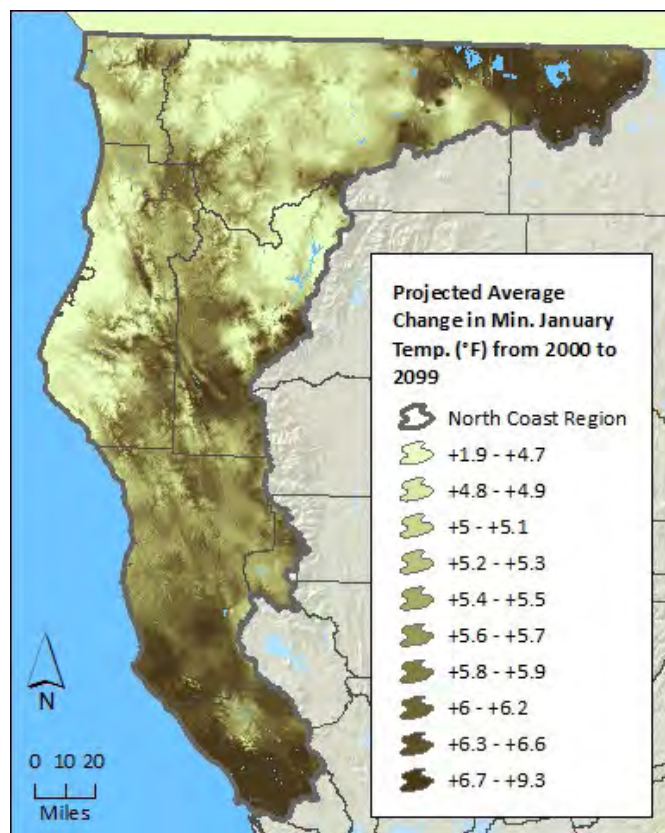 Projected Average
Change in Min. January
Temp. (°F) from 2000 to
2099
North Coast Region
+1.9 - +4.7
+4.8 - +4.9
+5 - +5.1
+5.2 - +5.3
+5.4 - +5.5
+5.6 - +5.7
+5.8 - +5.9
+6 - +6.2
+6.3 - +6.6
+6.7 - +9.3
N
0 10 20
Miles